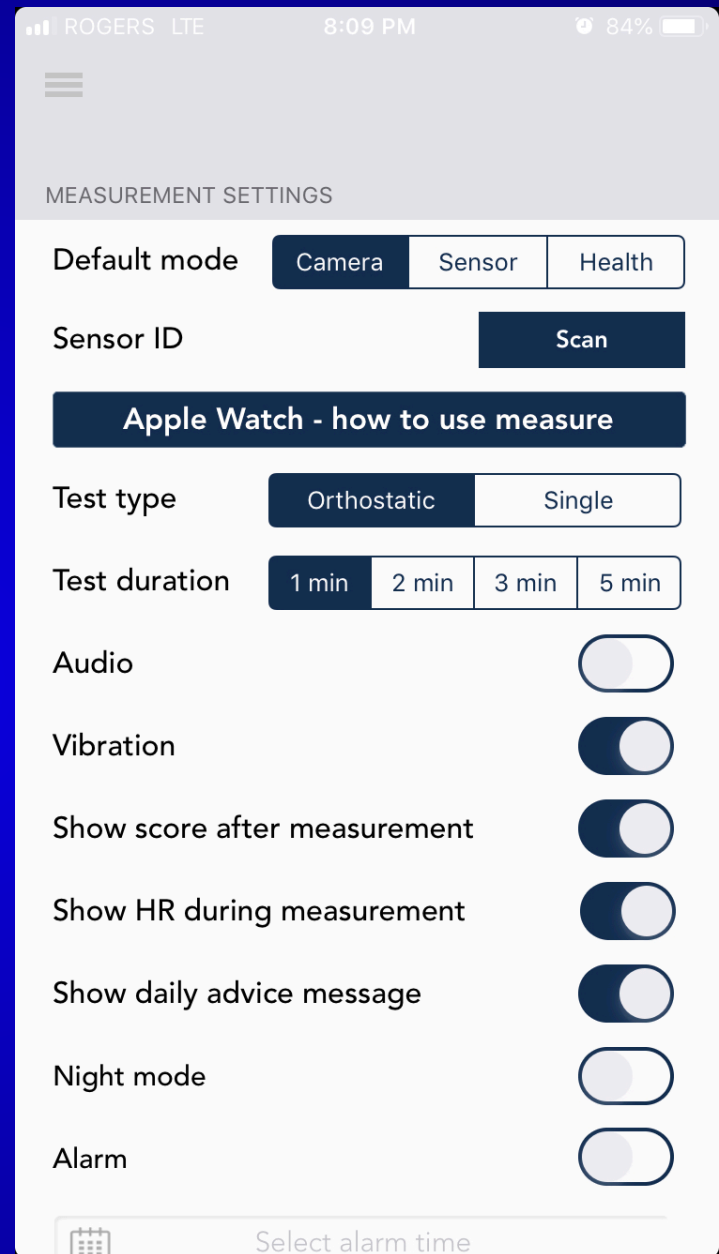 ROGERS LTE 8:09 PM 84%
MEASUREMENT SETTINGS
Default mode Camera Sensor Health
Sensor ID Scan
Apple Watch - how to use measure
Test type Orthostatic Single
Test duration 1 min 2 min 3 min 5 min
Audio
Vibration
Show score after measurement
Show HR during measurement
Show daily advice message
Night mode
Alarm
Select alarm time